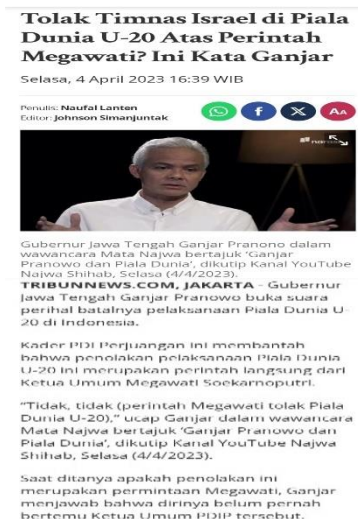 Tolak Timnas Israel di Piala
Dunia U-20 Atas Perintah
Megawati? Ini Kata Ganjar
Selasa, 4 April 2023 16:39 WIB
Penulis: Naufal Lanten
Editor: Johnson Simanjuntak
AA
Gubernur Jawa Tengah Ganjar Pranono dalam
wawancara Mata Najwa bertajuk 'Ganjar
Pranowo dan Piala Dunia', dikutip Kanal YouTube
Najwa Shihab, Selasa (4/4/2023).
TRIBUNNEWS.COM, JAKARTA - Gubernur
Jawa Tengah Ganjar Pranowo buka suara
perihal batalnya pelaksanaan Piala Dunia U-
20 di Indonesia.
Kader PDI Perjuangan ini membantah
bahwa penolakan pelaksanaan Piala Dunia
U-20 ini merupakan perintah langsung dari
Ketua Umum Megawati Soekarnoputri.
"Tidak, tidak (perintah Megawati tolak Piala
Dunia U-20)," ucap Ganjar dalam wawancara
Mata Najwa bertajuk 'Ganjar Pranowo dan
Piala Dunia', dikutip Kanal YouTube Najwa
Shihab, Selasa (4/4/2023).
Saat ditanya apakah penolakan ini
merupakan permintaan Megawati, Ganjar
menjawab bahwa dirinya belum pernah
bertemu Ketua Umum PDIP tersebut.